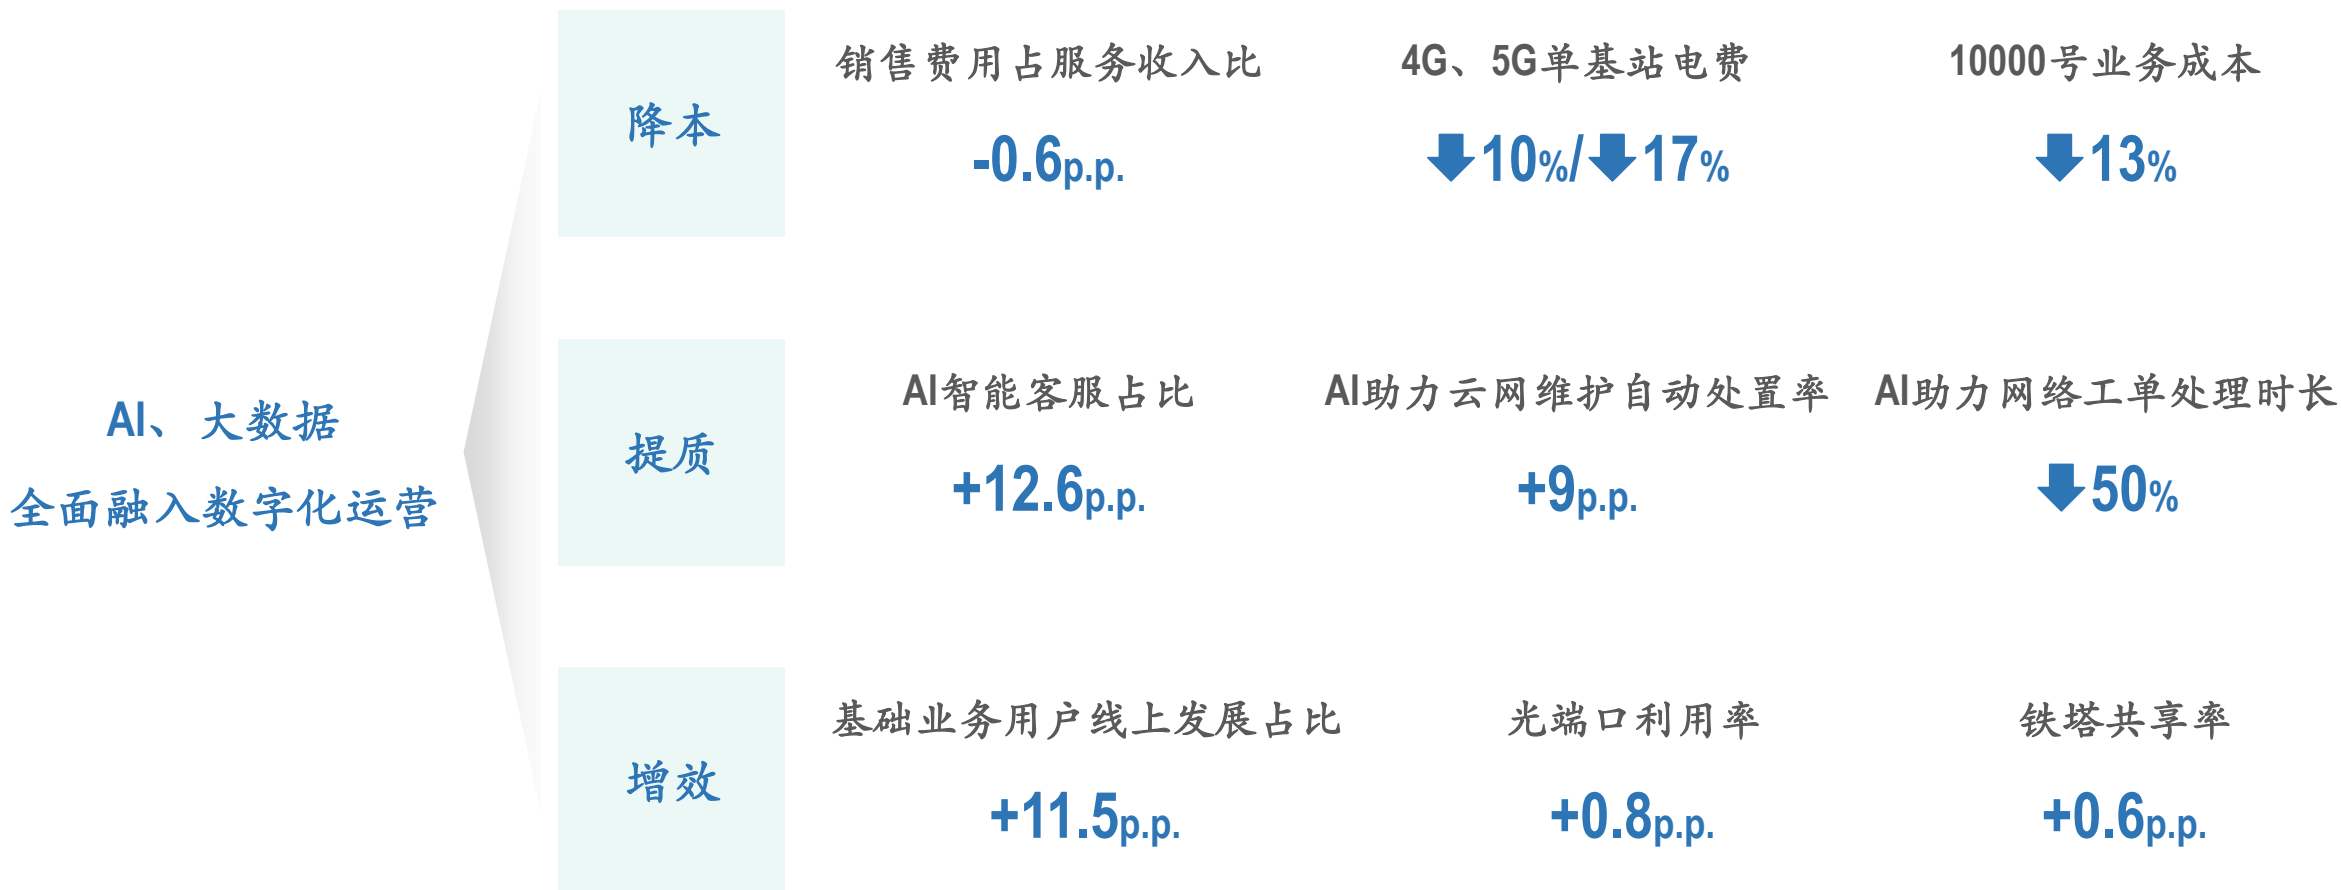 AI、大数据
全面融入数字化运营
降本
销售费用占服务收入比
-0.6p.p.
4G、5G单基站电费
10%/17%
10000号业务成本
13%
提质
AI智能客服占比
+12.6p.p.
AI助力云网维护自动处置率
+9p.p.
AI助力网络工单处理时长
50%
增效
基础业务用户线上发展占比
+11.5p.p.
光端口利用率
+0.8p.p.
铁塔共享率
+0.6p.p.